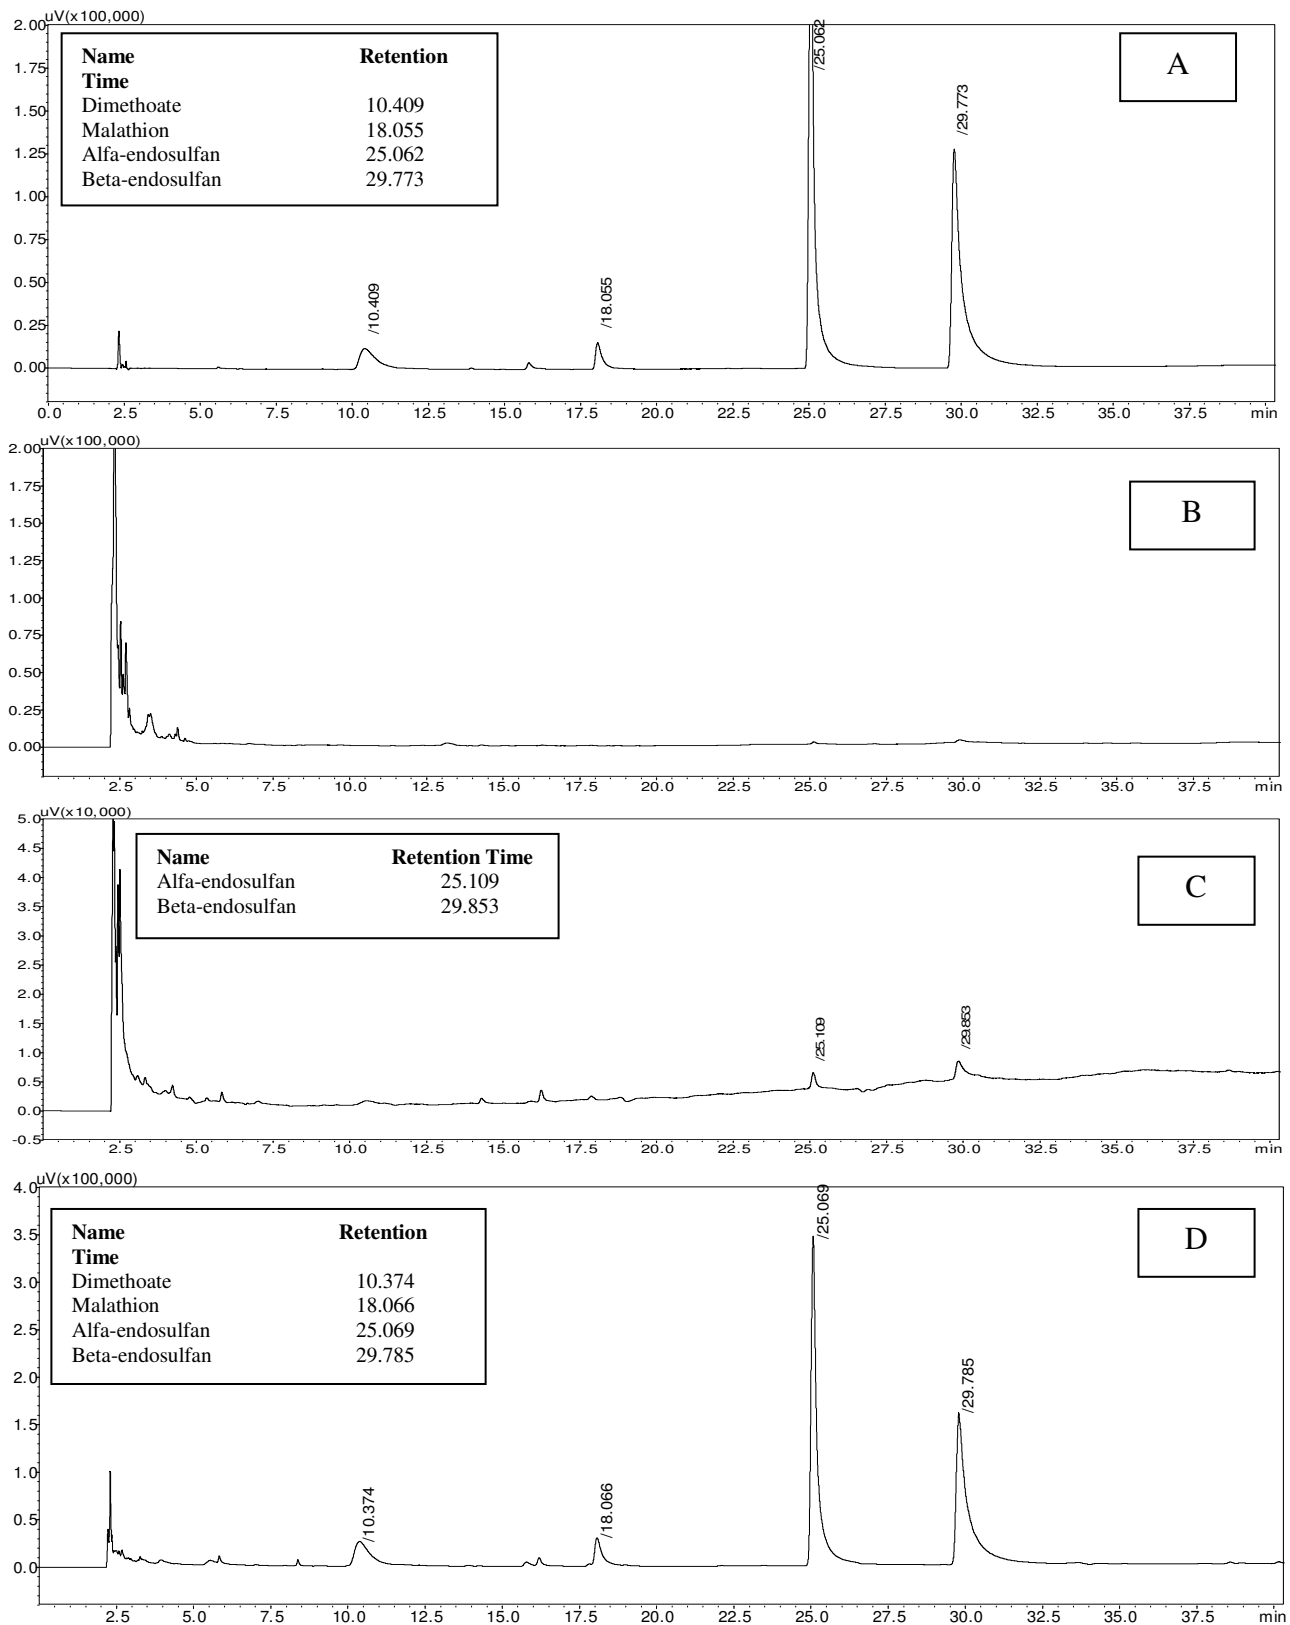 uV(x100,000)
2.00
1.75
1.50
1.25
1.00
0.75
0.50
0.25
0.00
Name Retention
Time
Dimethoate 10.409
Malathion 18.055
Alfa-endosulfan 25.062
Beta-endosulfan 29.773
A
/10.409
/18.055
/25.062
/29.773
0.0 2.5 5.0 7.5 10.0 12.5 15.0 17.5 20.0 22.5 25.0 27.5 30.0 32.5 35.0 37.5 min
uV(x100,000)
2.00
1.75
1.50
1.25
1.00
0.75
0.50
0.25
0.00
B
2.5 5.0 7.5 10.0 12.5 15.0 17.5 20.0 22.5 25.0 27.5 30.0 32.5 35.0 37.5 min
uV(x10,000)
5.0
4.5
4.0
3.5
3.0
2.5
2.0
1.5
1.0
0.5
0.0
-0.5
Name Retention Time
Alfa-endosulfan 25.109
Beta-endosulfan 29.853
C
/25.109
/29.853
2.5 5.0 7.5 10.0 12.5 15.0 17.5 20.0 22.5 25.0 27.5 30.0 32.5 35.0 37.5 min
uV(x100,000)
4.0
3.5
3.0
2.5
2.0
1.5
1.0
0.5
0.0
Name Retention
Time
Dimethoate 10.374
Malathion 18.066
Alfa-endosulfan 25.069
Beta-endosulfan 29.785
D
/10.374
/18.066
/25.069
/29.785
2.5 5.0 7.5 10.0 12.5 15.0 17.5 20.0 22.5 25.0 27.5 30.0 32.5 35.0 37.5 min